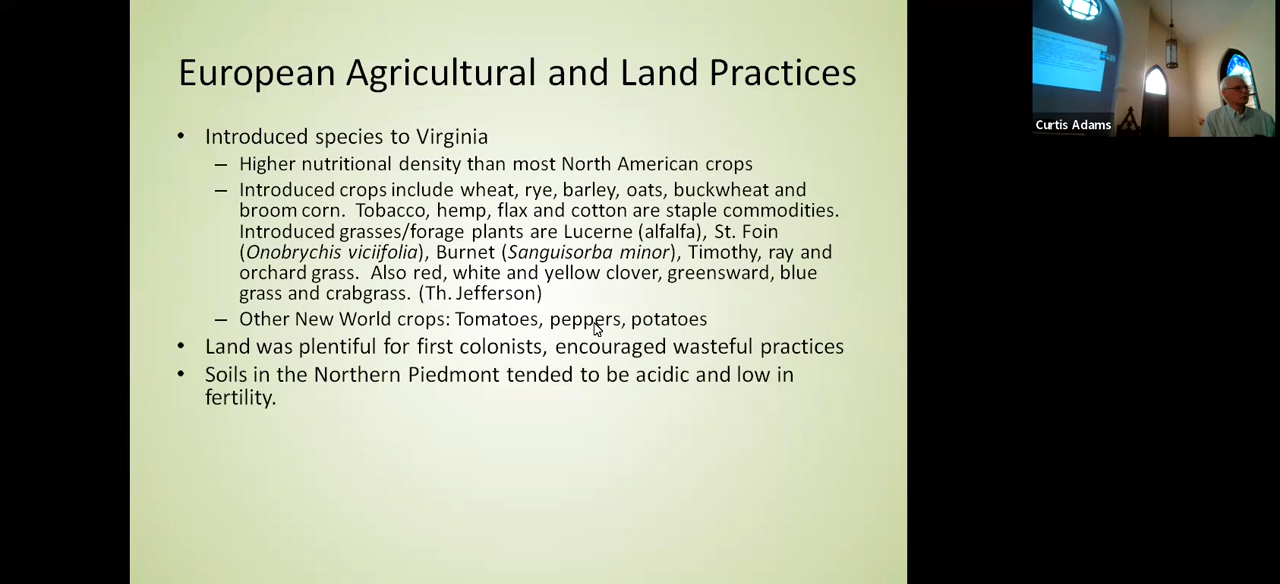 European Agricultural and Land Practices
• Introduced species to Virginia
– Higher nutritional density than most North American crops
– Introduced crops include wheat, rye, barley, oats, buckwheat and
broom corn.  Tobacco, hemp, flax and cotton are staple commodities.
Introduced grasses/forage plants are Lucerne (alfalfa), St. Foin
(Onobrychis viciifolia), Burnet (Sanguisorba minor), Timothy, ray and
orchard grass.  Also red, white and yellow clover, greensward, blue
grass and crabgrass. (Th. Jefferson)
– Other New World crops: Tomatoes, peppers, potatoes
• Land was plentiful for first colonists, encouraged wasteful practices
• Soils in the Northern Piedmont tended to be acidic and low in
fertility.
Curtis Adams